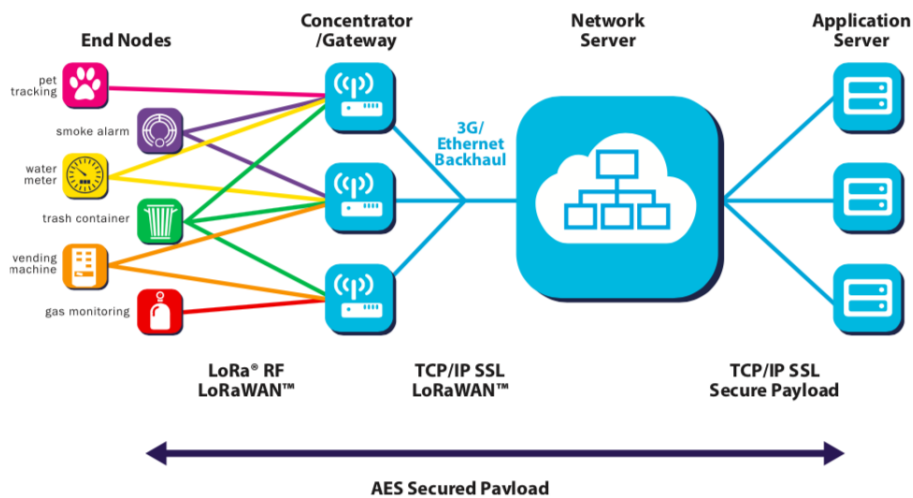 End Nodes
Concentrator
/Gateway
Network
Server
Application
Server
pet
tracking
smoke alarm
water
meter
trash container
vending
machine
gas monitoring
3G/
Ethernet
Backhaul
LoRa® RF
LoRaWAN™
TCP/IP SSL
LoRaWAN™
TCP/IP SSL
Secure Payload
AES Secured Payload